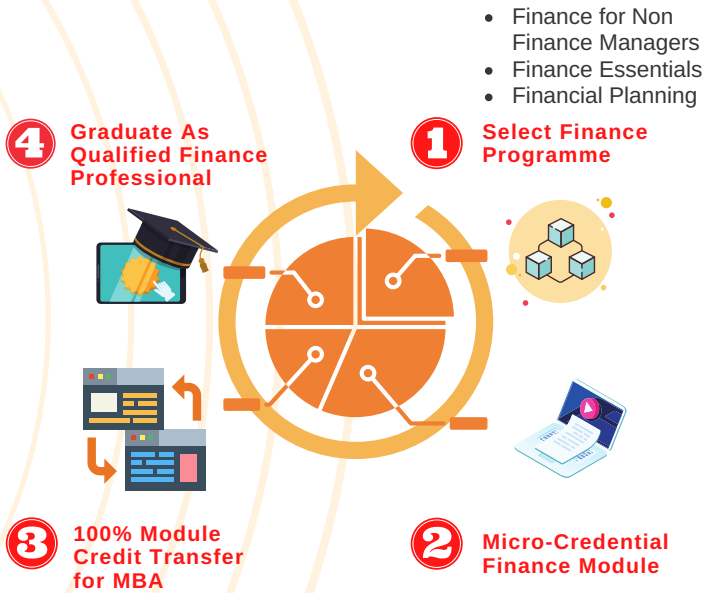 • Finance for Non
Finance Managers
• Finance Essentials
• Financial Planning
4
Graduate As
Qualified Finance
Professional
1
Select Finance
Programme
3
100% Module
Credit Transfer
for MBA
2
Micro-Credential
Finance Module